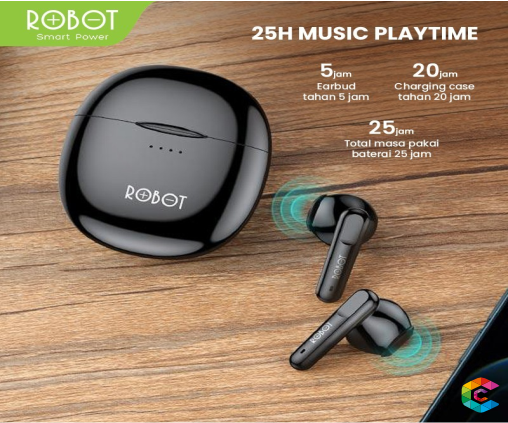 ROBOT
Smart Power
25H MUSIC PLAYTIME
5jam
Earbud
tahan 5 jam
20jam
Charging case
tahan 20 jam
25jam
Total masa pakai
baterai 25 jam
ROBOT
ROBOT
ROBOT